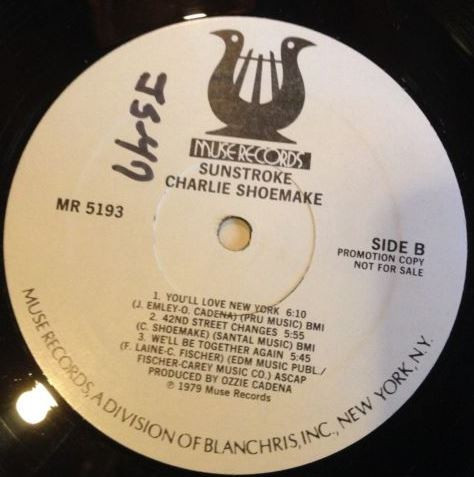 I549
MUSE RECORDS
SUNSTROKE
CHARLIE SHOEMAKE
MR 5193
SIDE B
PROMOTION COPY
NOT FOR SALE
1. YOU'LL LOVE NEW YORK 6:10
(J. EMLEY-O. CADENA) (PRU MUSIC) BMI
2. 42ND STREET CHANGES 5:55
(C. SHOEMAKE) (SANTAL MUSIC) BMI
3. WE'LL BE TOGETHER AGAIN 5:45
(F. LAINE-C. FISCHER) (EDM MUSIC PUBL./
FISCHER-CAREY MUSIC CO.) ASCAP
PRODUCED BY OZZIE CADENA
℗ 1979 Muse Records
MUSE RECORDS, A DIVISION OF BLANCHRIS, INC., NEW YORK, N.Y.